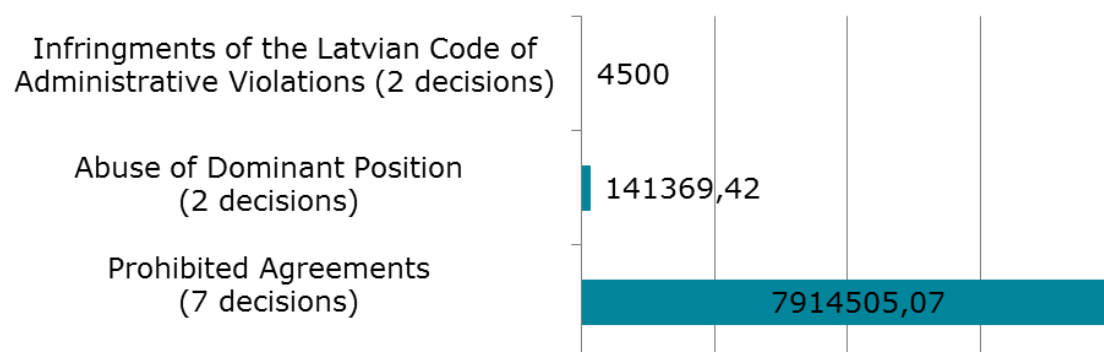 Infringments of the Latvian Code of
Administrative Violations (2 decisions)
4500
Abuse of Dominant Position
(2 decisions)
141369,42
Prohibited Agreements
(7 decisions)
7914505,07